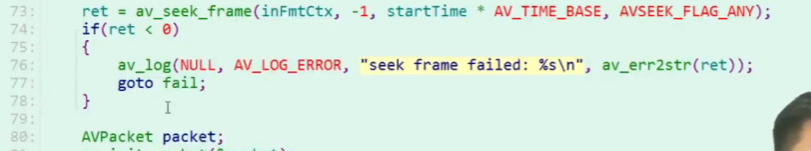 73: ret = av_seek_frame(inFmtCtx, -1, startTime * AV_TIME_BASE, AVSEEK_FLAG_ANY);
74: if(ret < 0)
75: {
76: av_log(NULL, AV_LOG_ERROR, "seek frame failed: %s\n", av_err2str(ret));
77: goto fail;
78: }
79:
80: AVPacket packet;